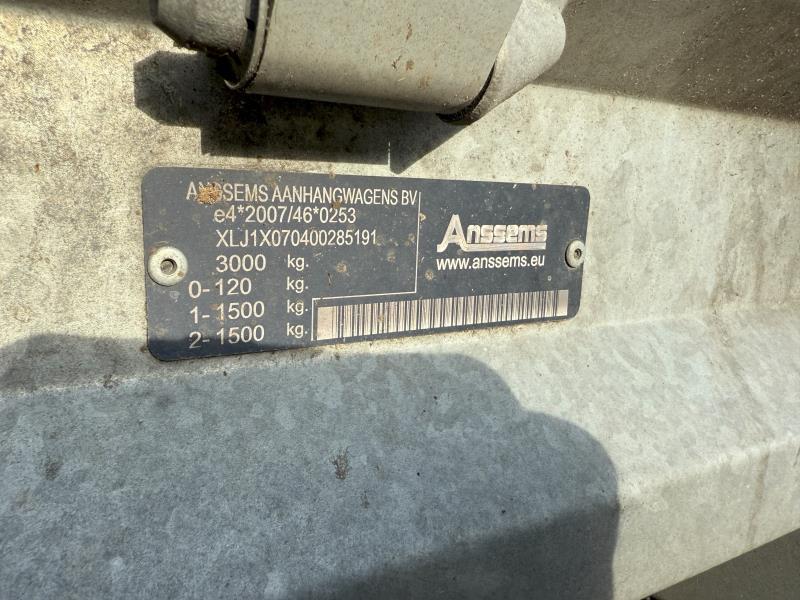 ANSSEMS AANHANGWAGENS BV
e4*2007/46*0253
XLJ1X070400285191
3000 kg.
0-120 kg.
1-1500 kg.
2-1500 kg.
Anssems
www.anssems.eu